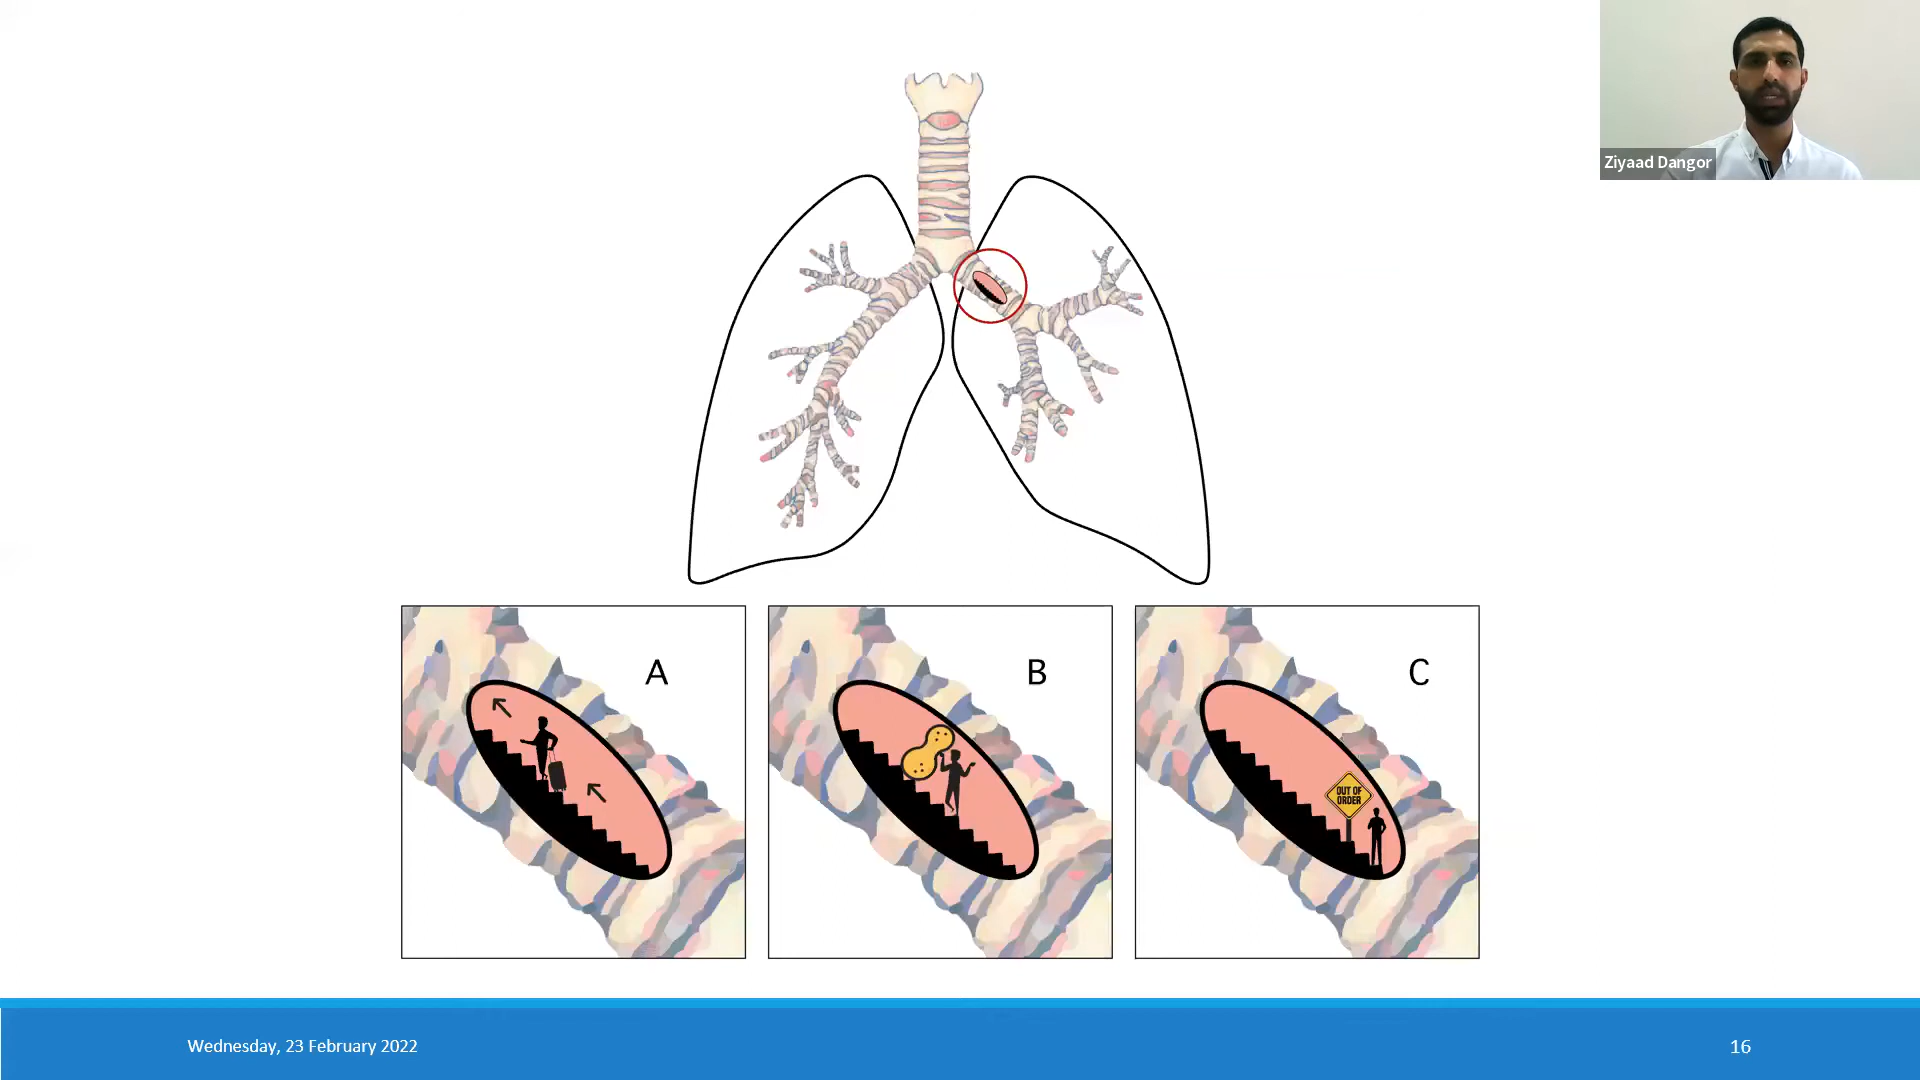 Ziyaad Dangor
A
B
C
OUT OF
ORDER
Wednesday, 23 February 2022
16